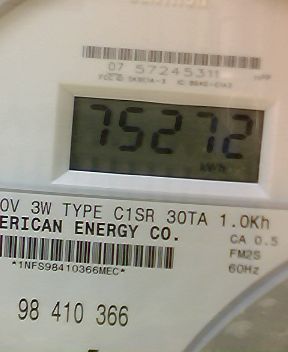 07 57245311
75272
kWh
0V 3W TYPE C1SR 30TA 1.0Kh
ERICAN ENERGY CO.
CA 0.5
FM2S
*1NFS98410366MEC*
60Hz
98 410 366